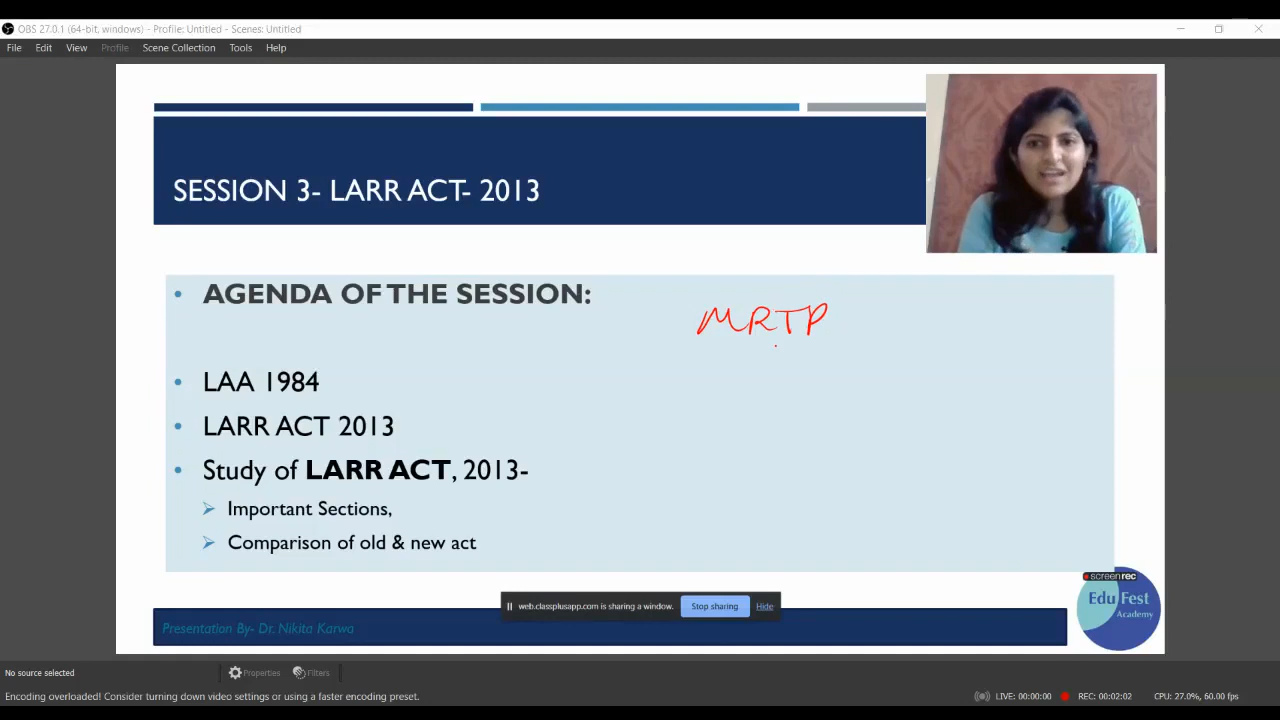 OBS 27.0.1 (64-bit, windows) - Profile: Untitled - Scenes: Untitled
File Edit View Profile Scene Collection Tools Help
SESSION 3- LARR ACT- 2013
• AGENDA OF THE SESSION:
MRTP
• LAA 1984
• LARR ACT 2013
• Study of LARR ACT, 2013-
Important Sections,
Comparison of old & new act
screenrec
Edu Fest
Academy
web.classplusapp.com is sharing a window. Stop sharing Hide
Presentation By- Dr. Nikita Karwa
No source selected Properties Filters
Encoding overloaded! Consider turning down video settings or using a faster encoding preset. LIVE: 00:00:00 REC: 00:02:02 CPU: 27.0%, 60.00 fps